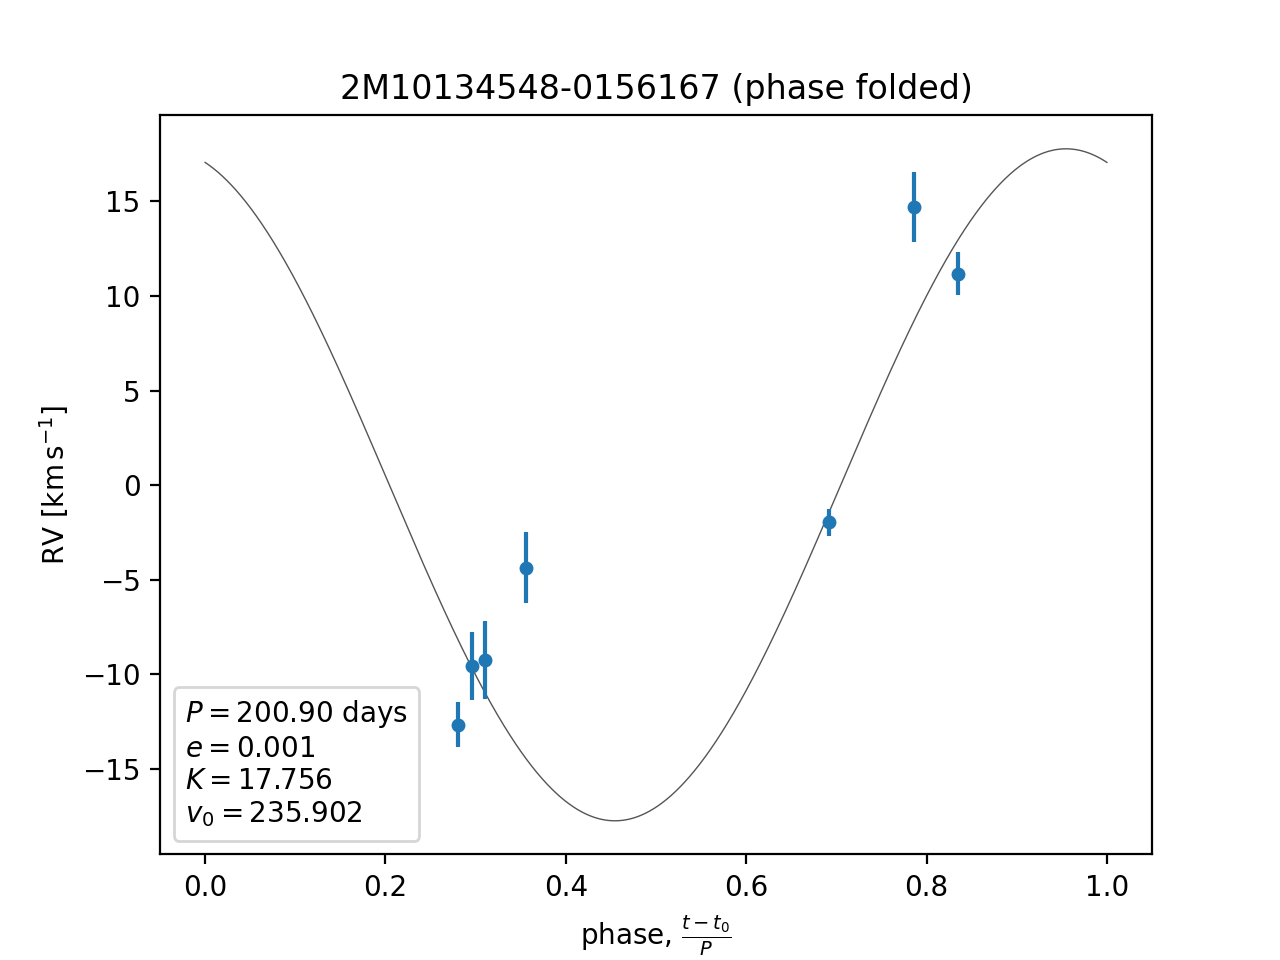 2M10134548-0156167 (phase folded)
RV [km s⁻¹]
15
10
5
0
−5
−10
−15
P = 200.90 days
e = 0.001
K = 17.756
v₀ = 235.902
0.0 0.2 0.4 0.6 0.8 1.0
phase, (t − t₀)/P